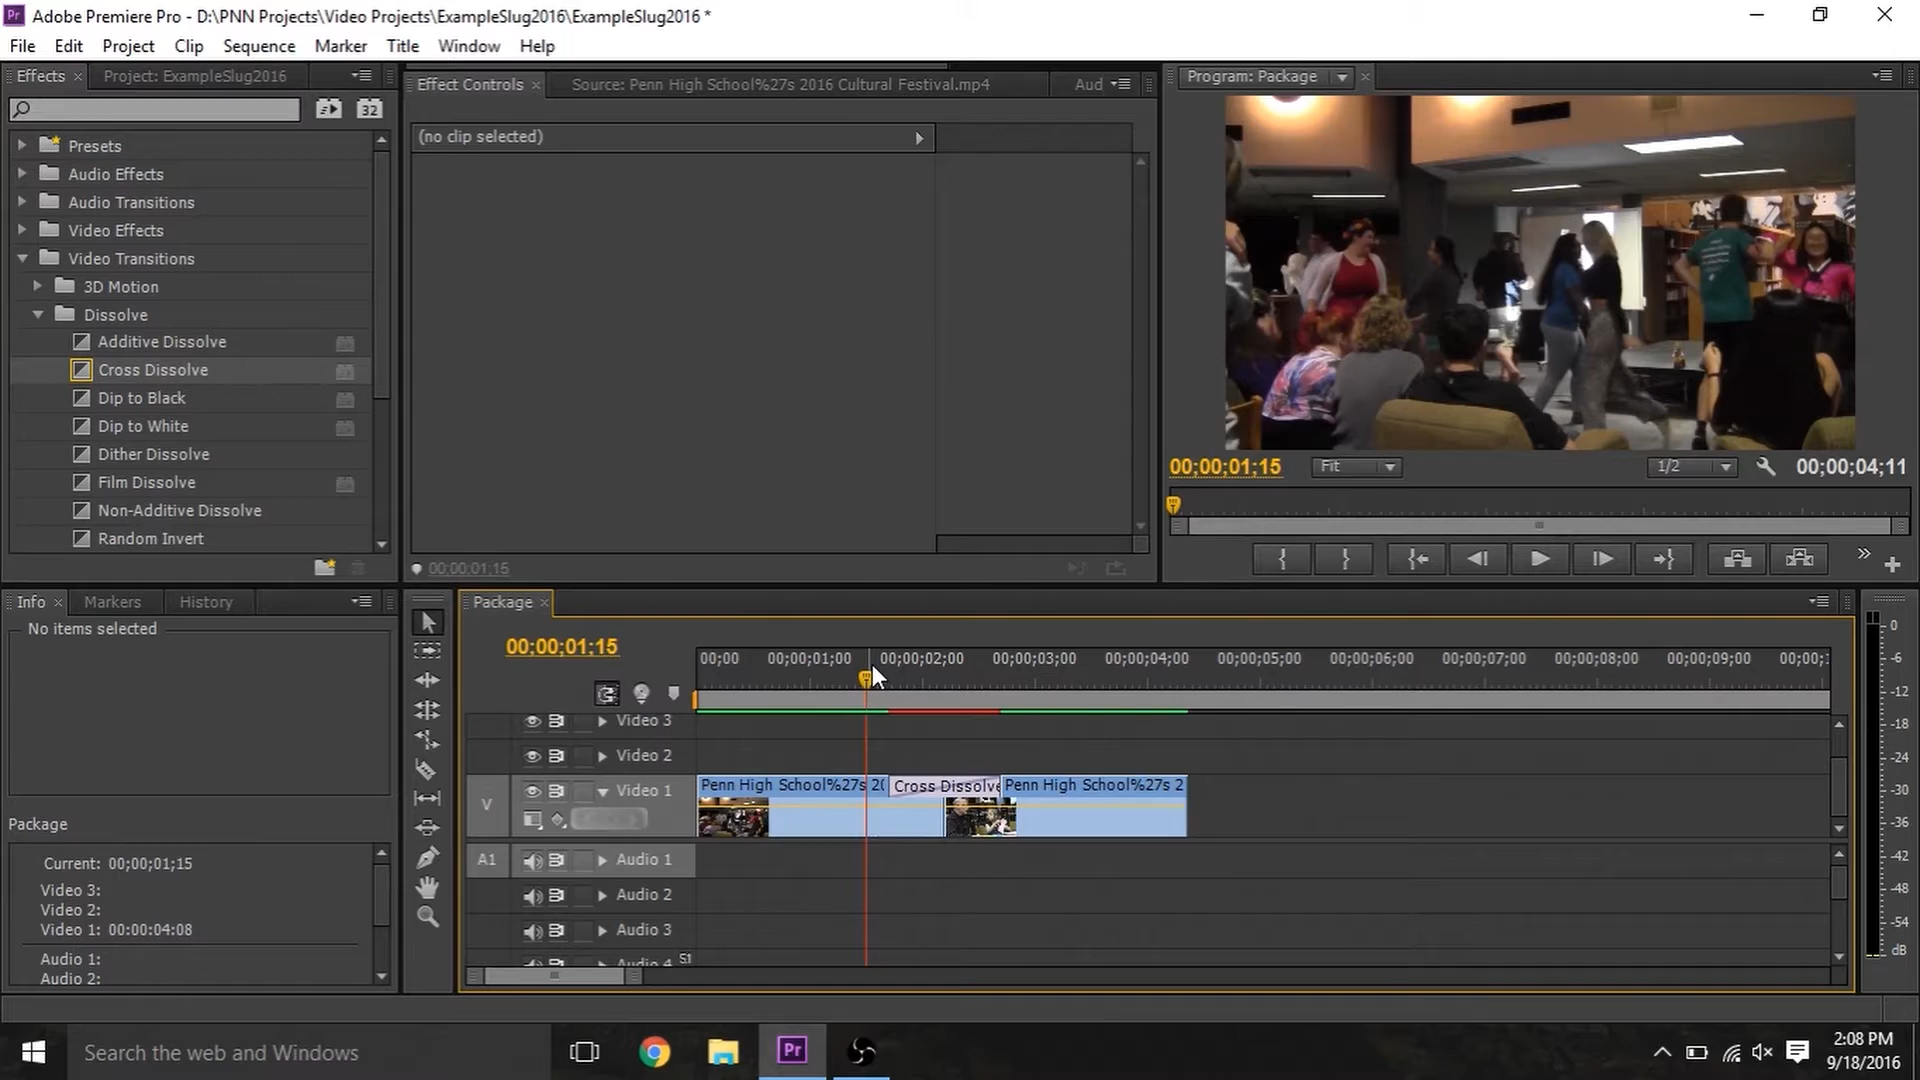 Pr Adobe Premiere Pro - D:\PNN Projects\Video Projects\ExampleSlug2016\ExampleSlug2016 *
File Edit Project Clip Sequence Marker Title Window Help
Effects × Project: ExampleSlug2016
32
Presets
Audio Effects
Audio Transitions
Video Effects
Video Transitions
3D Motion
Dissolve
Additive Dissolve
Cross Dissolve
Dip to Black
Dip to White
Dither Dissolve
Film Dissolve
Non-Additive Dissolve
Random Invert
Effect Controls × Source: Penn High School%27s 2016 Cultural Festival.mp4 Aud
(no clip selected)
00;00;01;15
Program: Package ×
00;00;01;15 Fit 1/2 00;00;04;11
Info × Markers History
No items selected
Package
Current: 00;00;01;15
Video 3:
Video 2:
Video 1: 00:00:04:08
Audio 1:
Audio 2:
Package ×
00;00;01;15
00;00 00;00;01;00 00;00;02;00 00;00;03;00 00;00;04;00 00;00;05;00 00;00;06;00 00;00;07;00 00;00;08;00 00;00;09;00 00;00;1
Video 3
Video 2
V Video 1
Penn High School%27s 20 Cross Dissolve Penn High School%27s 2
A1 Audio 1
Audio 2
Audio 3
Audio 4 51
0
-6
-12
-18
-24
-30
-36
-42
-48
-54
dB
Search the web and Windows
Pr
2:08 PM
9/18/2016